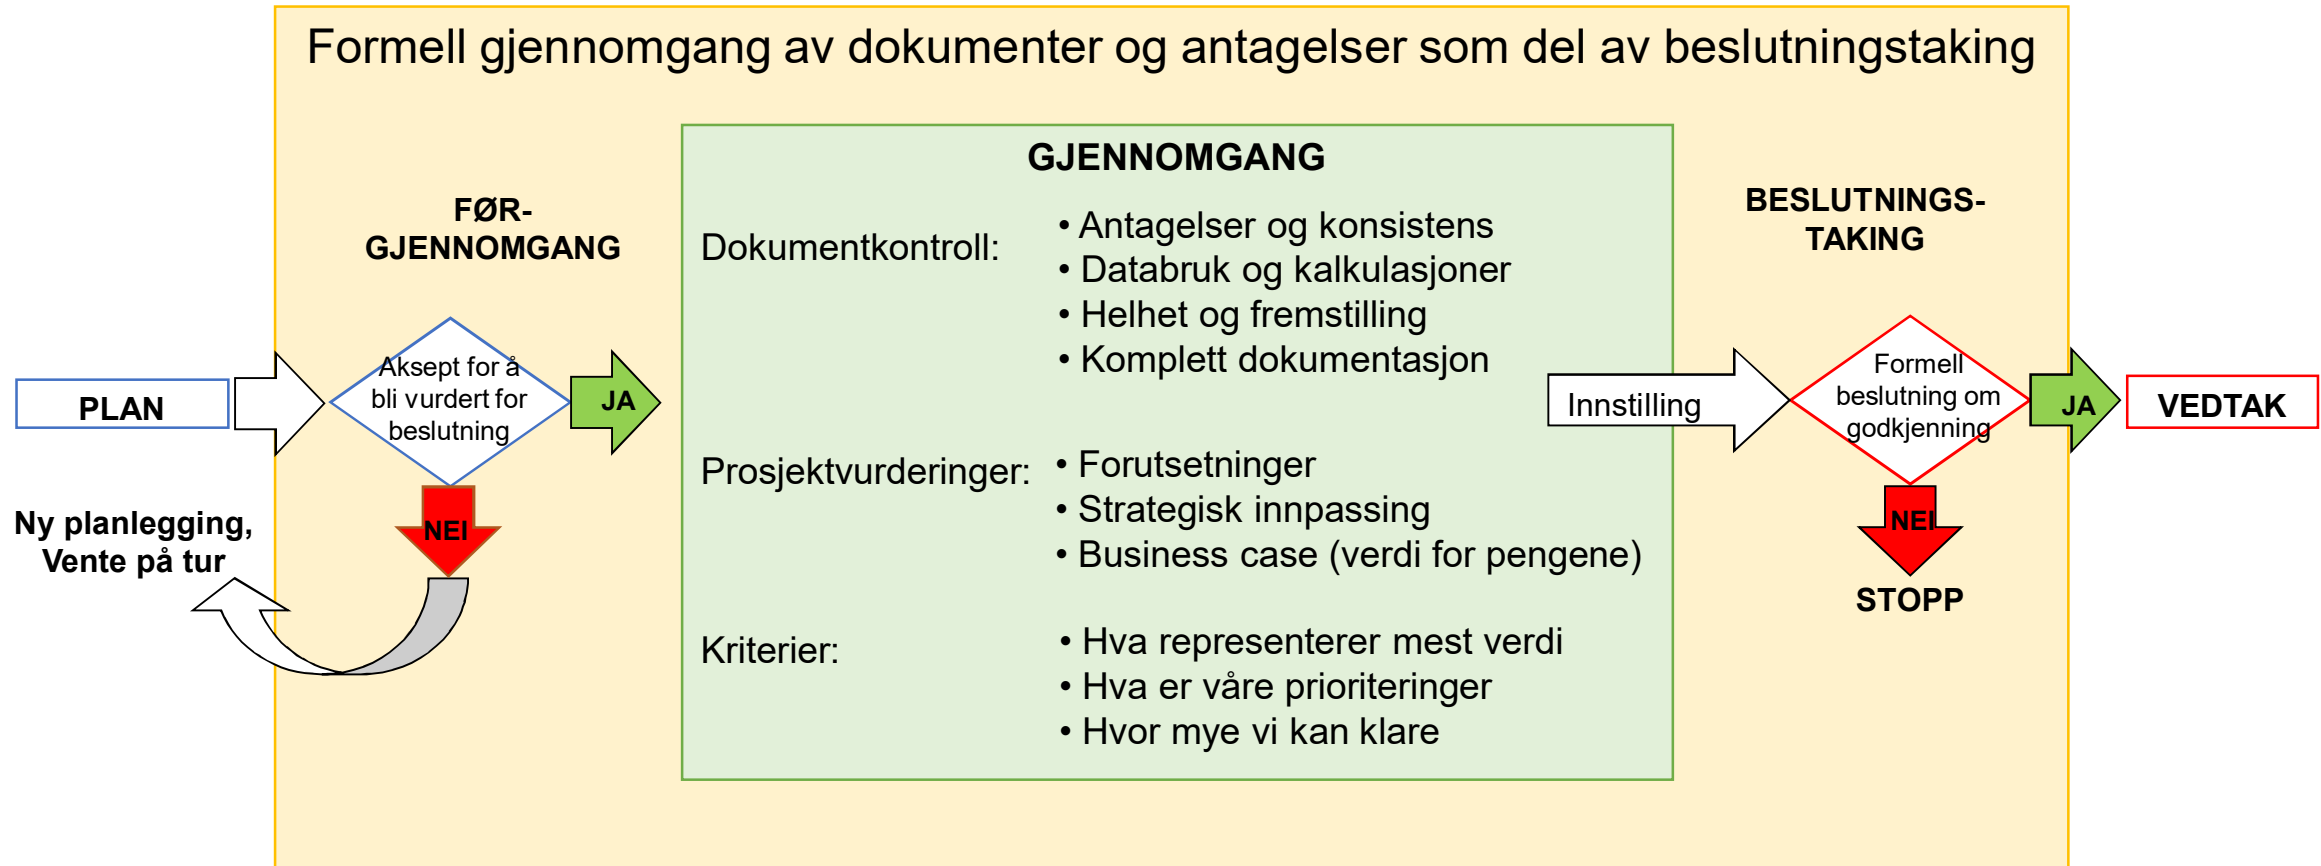 Formell gjennomgang av dokumenter og antagelser som del av beslutningstaking
PLAN
FØR-
GJENNOMGANG
Aksept for å
bli vurdert for
beslutning
JA
NEI
Ny planlegging,
Vente på tur
GJENNOMGANG
Dokumentkontroll:
• Antagelser og konsistens
• Databruk og kalkulasjoner
• Helhet og fremstilling
• Komplett dokumentasjon
Prosjektvurderinger:
• Forutsetninger
• Strategisk innpassing
• Business case (verdi for pengene)
Kriterier:
• Hva representerer mest verdi
• Hva er våre prioriteringer
• Hvor mye vi kan klare
Innstilling
BESLUTNINGS-
TAKING
Formell
beslutning om
godkjenning
JA
NEI
STOPP
VEDTAK